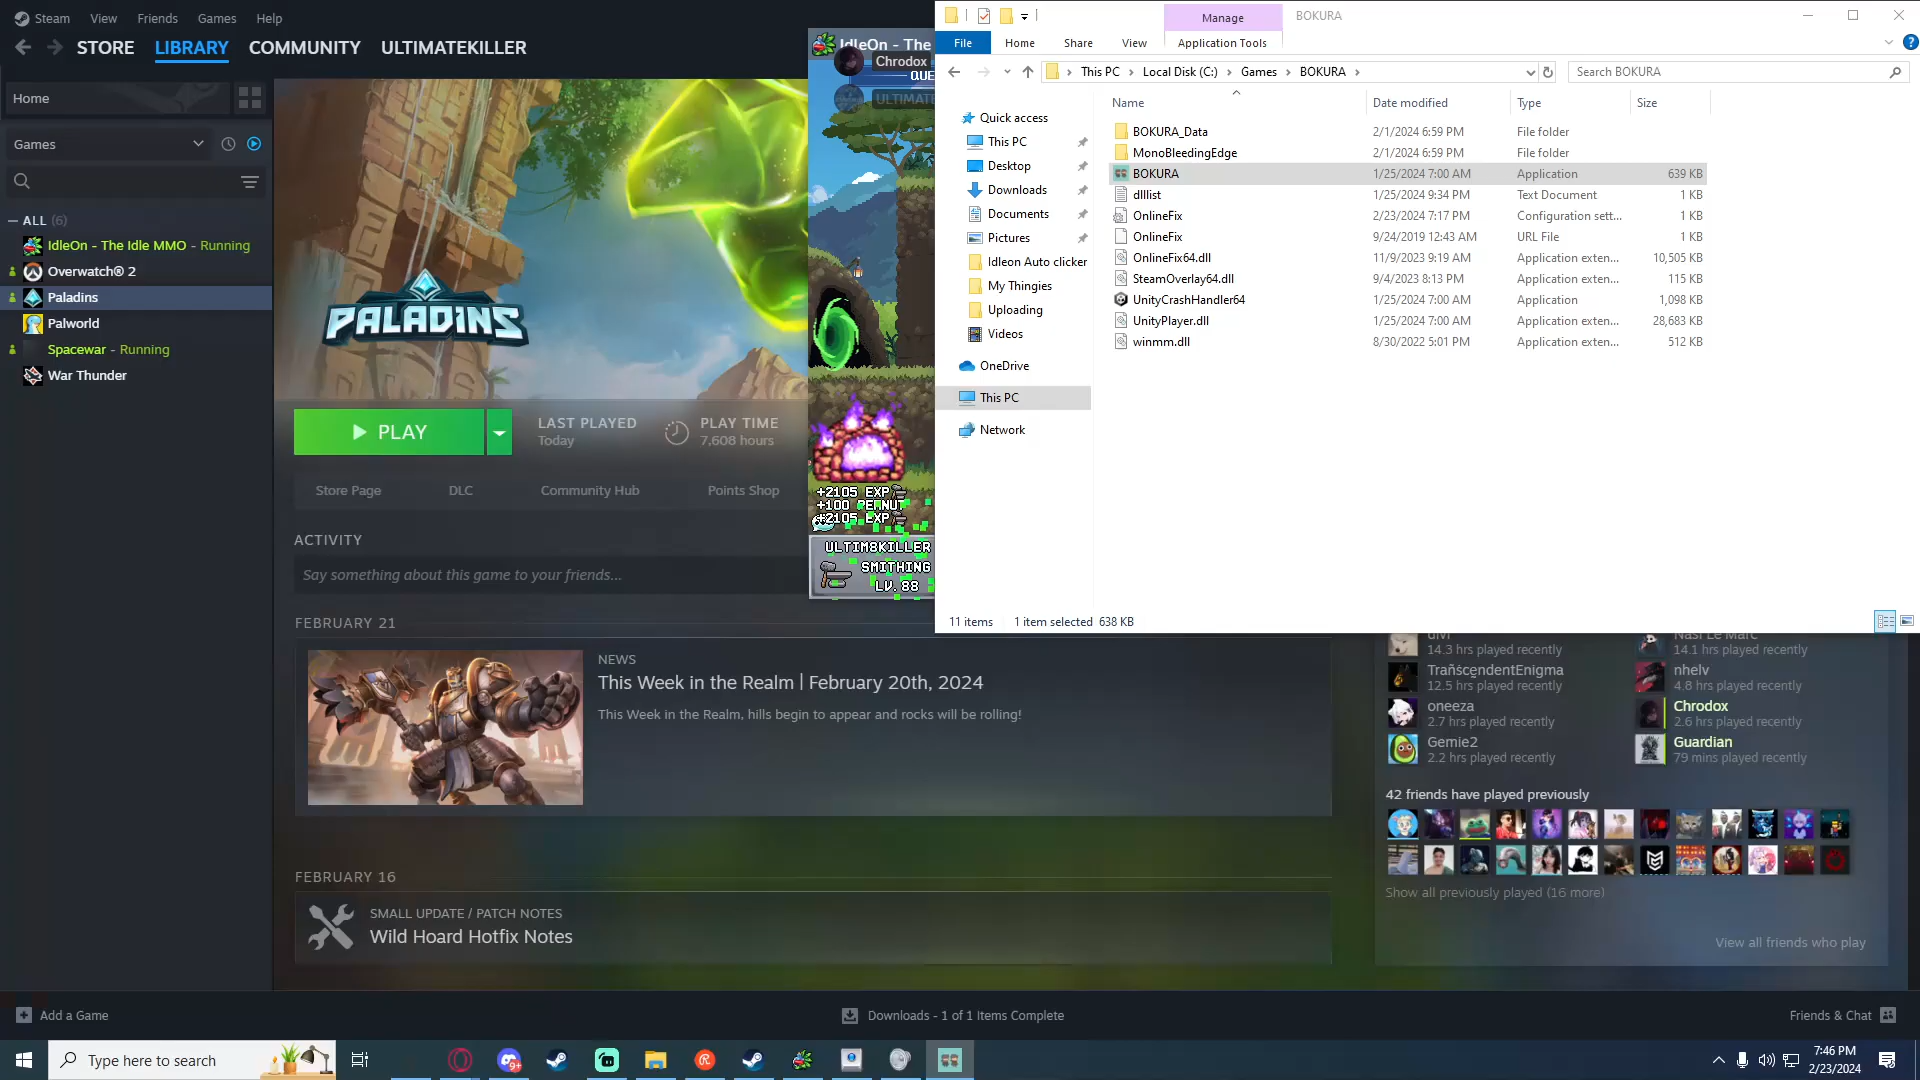 Steam View Friends Games Help
STORE LIBRARY COMMUNITY ULTIMATEKILLER
Home
Games
ALL (6)
IdleOn - The Idle MMO - Running
Overwatch® 2
Paladins
Palworld
Spacewar - Running
War Thunder
PALADINS
PLAY
LAST PLAYED
Today
PLAY TIME
7,608 hours
Store Page DLC Community Hub Points Shop
ACTIVITY
Say something about this game to your friends...
FEBRUARY 21
NEWS
This Week in the Realm | February 20th, 2024
This Week in the Realm, hills begin to appear and rocks will be rolling!
FEBRUARY 16
SMALL UPDATE / PATCH NOTES
Wild Hoard Hotfix Notes
IdleOn - The
Chrodox
QUE
ULTIMATE
+2105 EXP
+100 PEANUT
+2105 EXP
ULTIM8KILLER
SMITHING
LV.88
Manage BOKURA
File Home Share View Application Tools
This PC Local Disk (C:) Games BOKURA
Search BOKURA
Quick access
This PC
Desktop
Downloads
Documents
Pictures
Idleon Auto clicker
My Thingies
Uploading
Videos
OneDrive
This PC
Network
Name Date modified Type Size
BOKURA_Data 2/1/2024 6:59 PM File folder
MonoBleedingEdge 2/1/2024 6:59 PM File folder
BOKURA 1/25/2024 7:00 AM Application 639 KB
dlllist 1/25/2024 9:34 PM Text Document 1 KB
OnlineFix 2/23/2024 7:17 PM Configuration sett... 1 KB
OnlineFix 9/24/2019 12:43 AM URL File 1 KB
OnlineFix64.dll 11/9/2023 9:19 AM Application exten... 10,505 KB
SteamOverlay64.dll 9/4/2023 8:13 PM Application exten... 115 KB
UnityCrashHandler64 1/25/2024 7:00 AM Application 1,098 KB
UnityPlayer.dll 1/25/2024 7:00 AM Application exten... 28,683 KB
winmm.dll 8/30/2022 5:01 PM Application exten... 512 KB
11 items 1 item selected 638 KB
14.3 hrs played recently
Nasi Le Marc
14.1 hrs played recently
TrañśçendentEnigma
12.5 hrs played recently
nhelv
4.8 hrs played recently
oneeza
2.7 hrs played recently
Chrodox
2.6 hrs played recently
Gemie2
2.2 hrs played recently
Guardian
79 mins played recently
42 friends have played previously
Show all previously played (16 more)
View all friends who play
Add a Game
Downloads - 1 of 1 Items Complete
Friends & Chat
Type here to search
9+
7:46 PM
2/23/2024